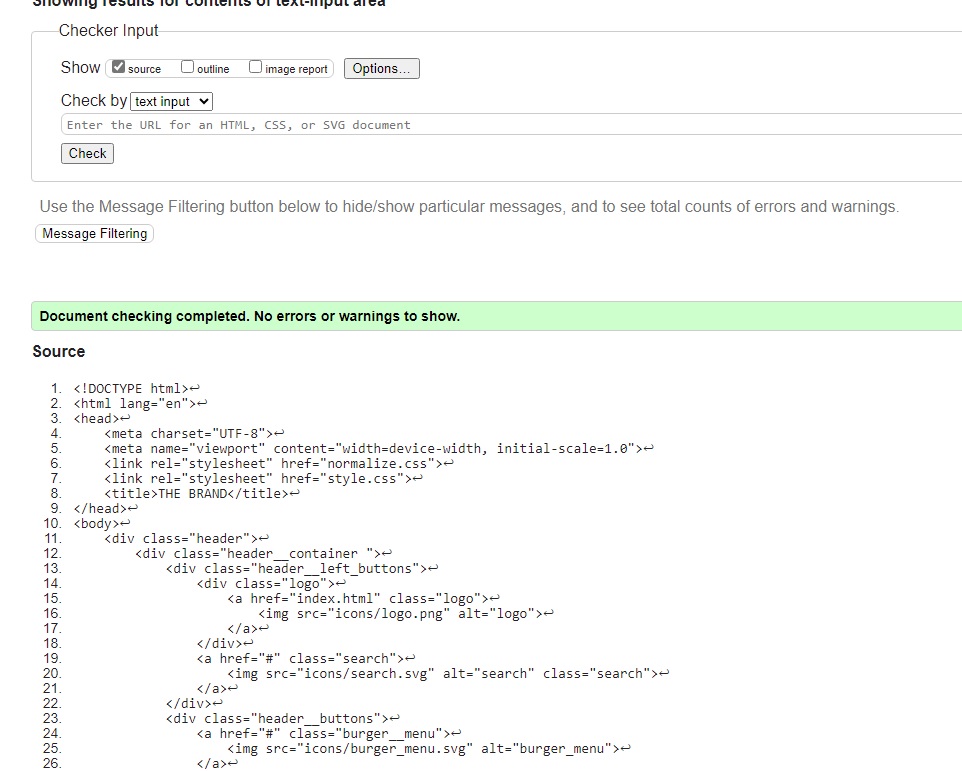 Showing results for contents of text-input area
Checker Input
Show source outline image report Options...
Check by text input
Enter the URL for an HTML, CSS, or SVG document
Check
Use the Message Filtering button below to hide/show particular messages, and to see total counts of errors and warnings.
Message Filtering
Document checking completed. No errors or warnings to show.
Source
1. <!DOCTYPE html>↩
2. <html lang="en">↩
3. <head>↩
4. <meta charset="UTF-8">↩
5. <meta name="viewport" content="width=device-width, initial-scale=1.0">↩
6. <link rel="stylesheet" href="normalize.css">↩
7. <link rel="stylesheet" href="style.css">↩
8. <title>THE BRAND</title>↩
9. </head>↩
10. <body>↩
11. <div class="header">↩
12. <div class="header__container ">↩
13. <div class="header__left_buttons">↩
14. <div class="logo">↩
15. <a href="index.html" class="logo">↩
16. <img src="icons/logo.png" alt="logo">↩
17. </a>↩
18. </div>↩
19. <a href="#" class="search">↩
20. <img src="icons/search.svg" alt="search" class="search">↩
21. </a>↩
22. </div>↩
23. <div class="header__buttons">↩
24. <a href="#" class="burger__menu">↩
25. <img src="icons/burger_menu.svg" alt="burger_menu">↩
26. </a>↩